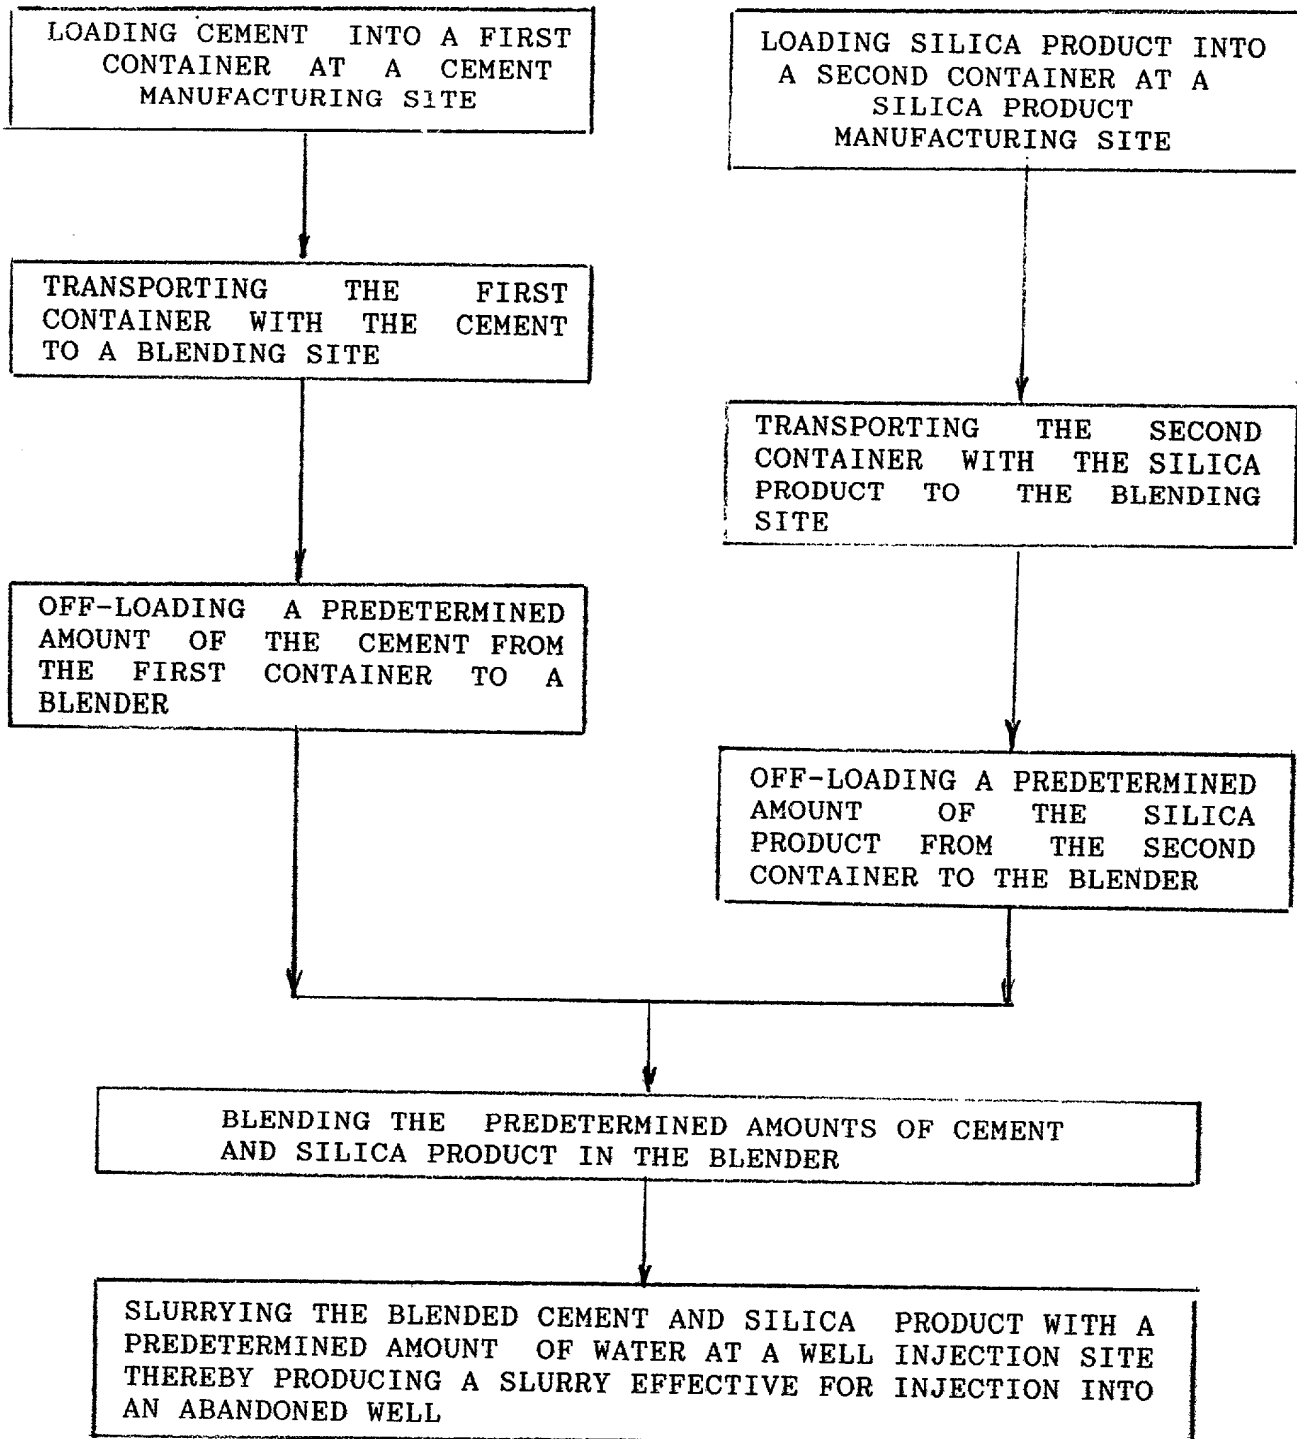 LOADING CEMENT INTO A FIRST
CONTAINER AT A CEMENT
MANUFACTURING SITE
LOADING SILICA PRODUCT INTO
A SECOND CONTAINER AT A
SILICA PRODUCT
MANUFACTURING SITE
TRANSPORTING THE FIRST
CONTAINER WITH THE CEMENT
TO A BLENDING SITE
TRANSPORTING THE SECOND
CONTAINER WITH THE SILICA
PRODUCT TO THE BLENDING
SITE
OFF-LOADING A PREDETERMINED
AMOUNT OF THE CEMENT FROM
THE FIRST CONTAINER TO A
BLENDER
OFF-LOADING A PREDETERMINED
AMOUNT OF THE SILICA
PRODUCT FROM THE SECOND
CONTAINER TO THE BLENDER
BLENDING THE PREDETERMINED AMOUNTS OF CEMENT
AND SILICA PRODUCT IN THE BLENDER
SLURRYING THE BLENDED CEMENT AND SILICA PRODUCT WITH A
PREDETERMINED AMOUNT OF WATER AT A WELL INJECTION SITE
THEREBY PRODUCING A SLURRY EFFECTIVE FOR INJECTION INTO
AN ABANDONED WELL